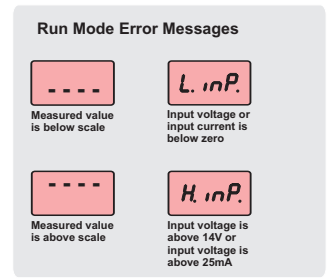 Run Mode Error Messages
- - - -
L. inP.
Measured value
is below scale
Input voltage or
input current is
below zero
- - - -
H. inP.
Measured value
is above scale
Input voltage is
above 14V or
input voltage is
above 25mA